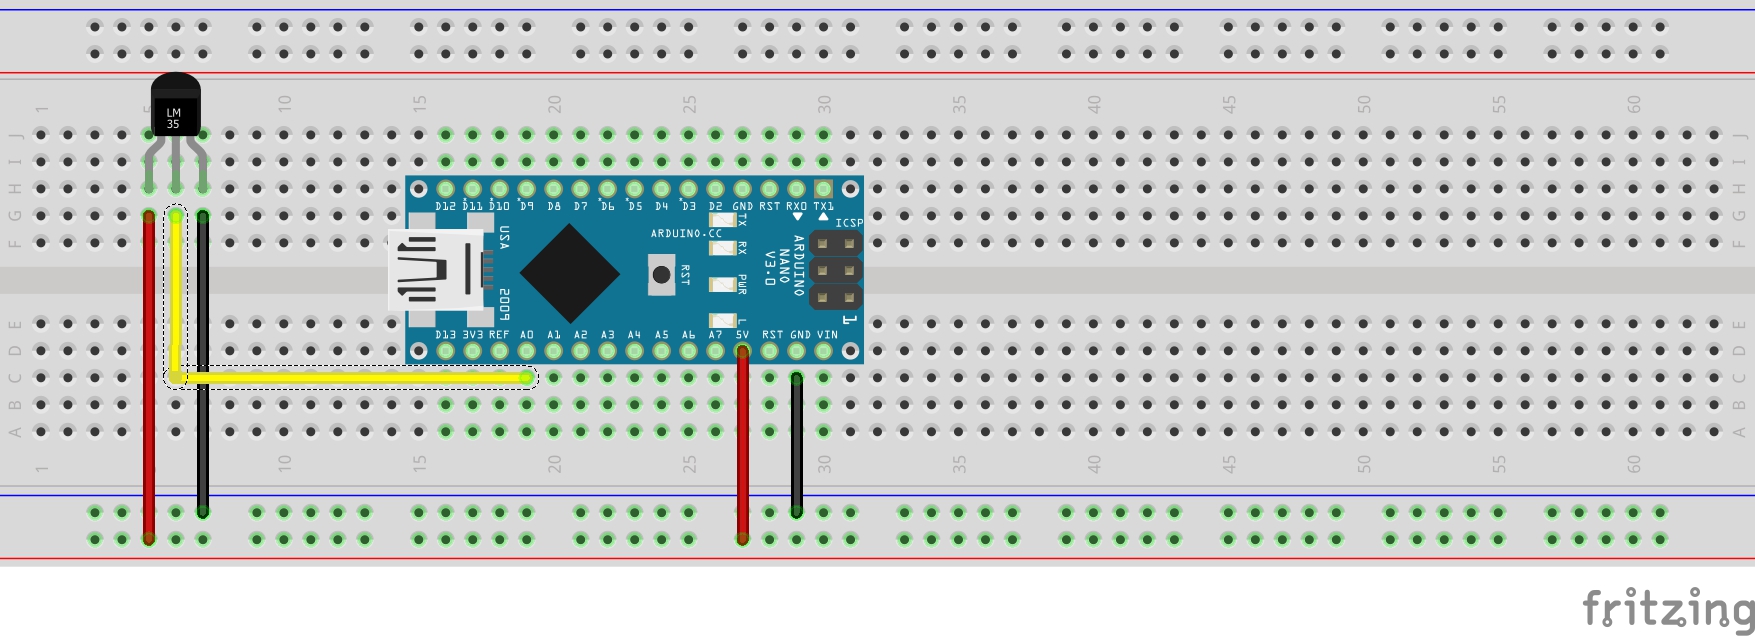 1 5 10 15 20 25 30 35 40 45 50 55 60
LM
35
J J
I I
H H
G G
F F
D12 D11 D10 D9 D8 D7 D6 D5 D4 D3 D2 GND RST RX0 TX1
ICSP
TX
RX
PWR
L
ARDUINO.CC
RST
ARDUINO
NANO
V3.0
USA
2009
1
D13 3V3 REF A0 A1 A2 A3 A4 A5 A6 A7 5V RST GND VIN
E E
D D
C C
B B
A A
1 10 15 20 25 30 35 40 45 50 55 60
fritzing